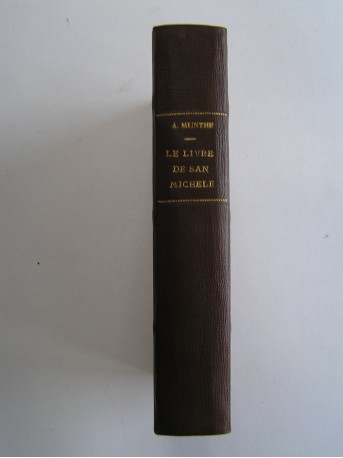 A. MUNTHE
LE LIVRE
DE SAN
MICHELE